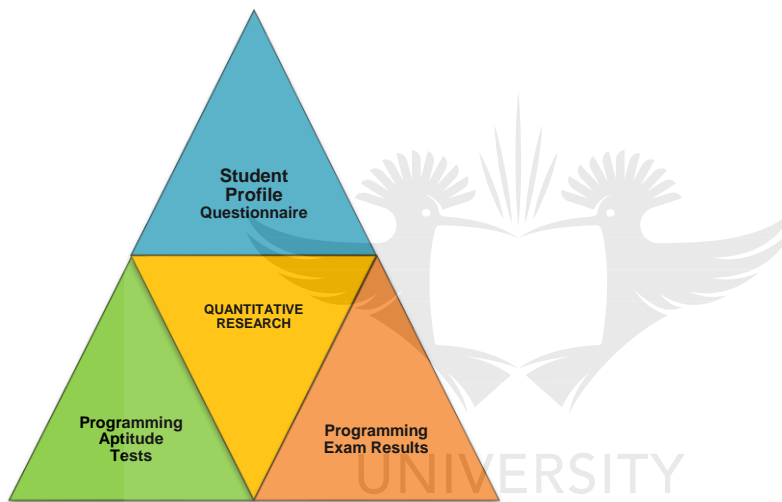 Student
Profile
Questionnaire
QUANTITATIVE
RESEARCH
Programming
Aptitude
Tests
Programming
Exam Results
UNIVERSITY